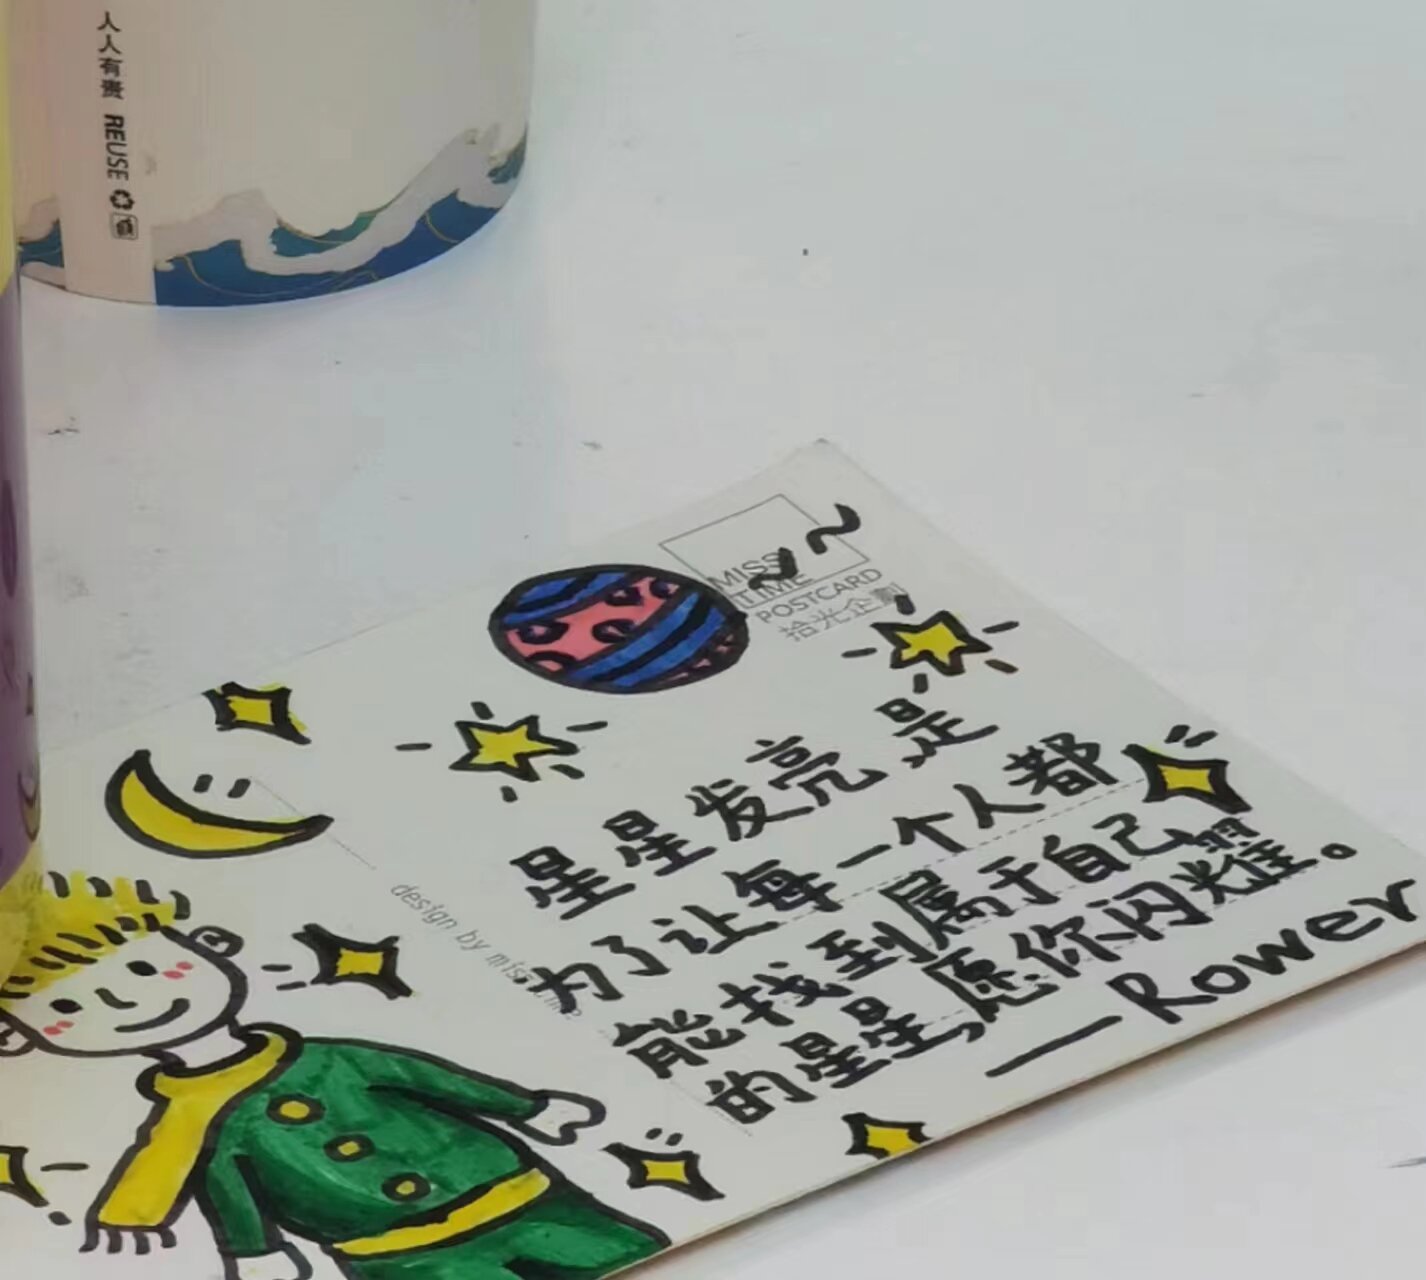 人人有责 REUSE
MISS
TIME
POSTCARD
拾光企劃
星星发亮是
为了让每一个人都
能找到属于自己
的星星,愿你闪耀。
——Rower
design by miss time